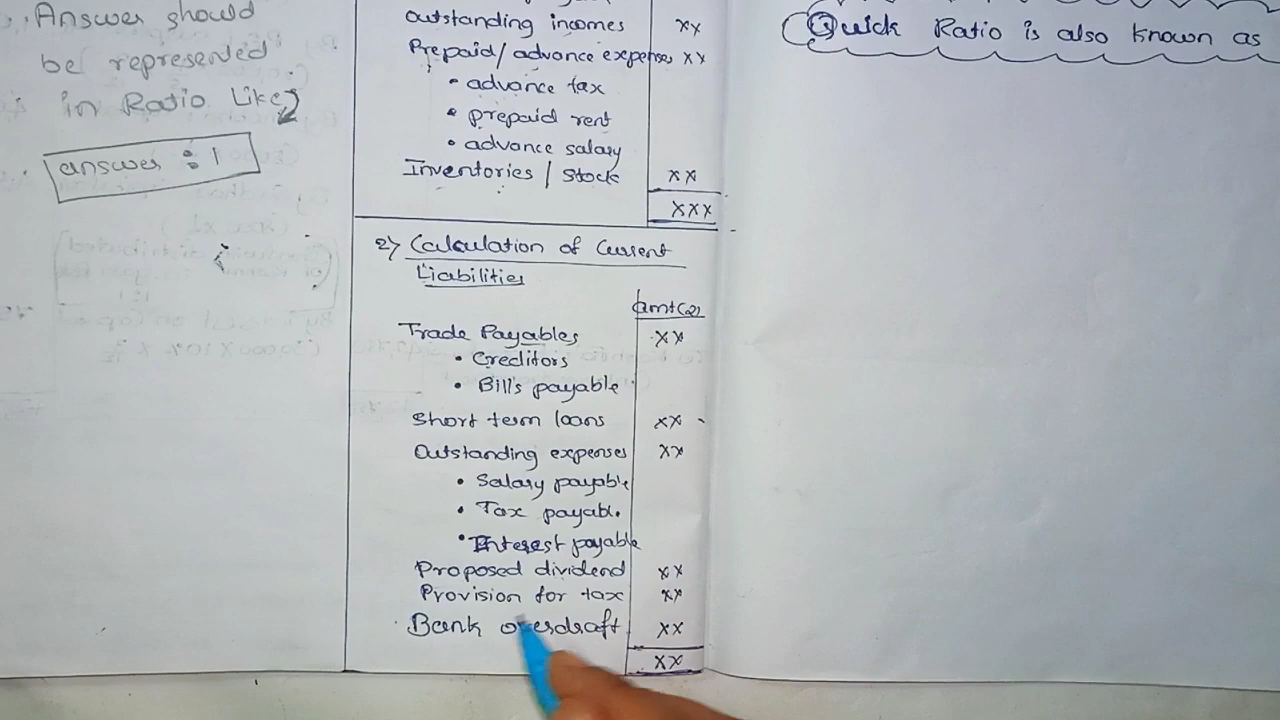 Answer should
be represented
in Ratio Like
answer : 1
Outstanding incomes xx
Prepaid/advance expenses xx
• advance tax
• prepaid rent
• advance salary
Inventories / Stock xx
xxx
2) Calculation of Current
Liabilities
Trade Payables xx
• Creditors
• Bill's payable
Short term loans xx
Outstanding expenses xx
• Salary payable
• Tax payabl.
• Interest payable
Proposed dividend xx
Provision for tax xx
Bank overdraft xx
xx
Quick Ratio is also known as